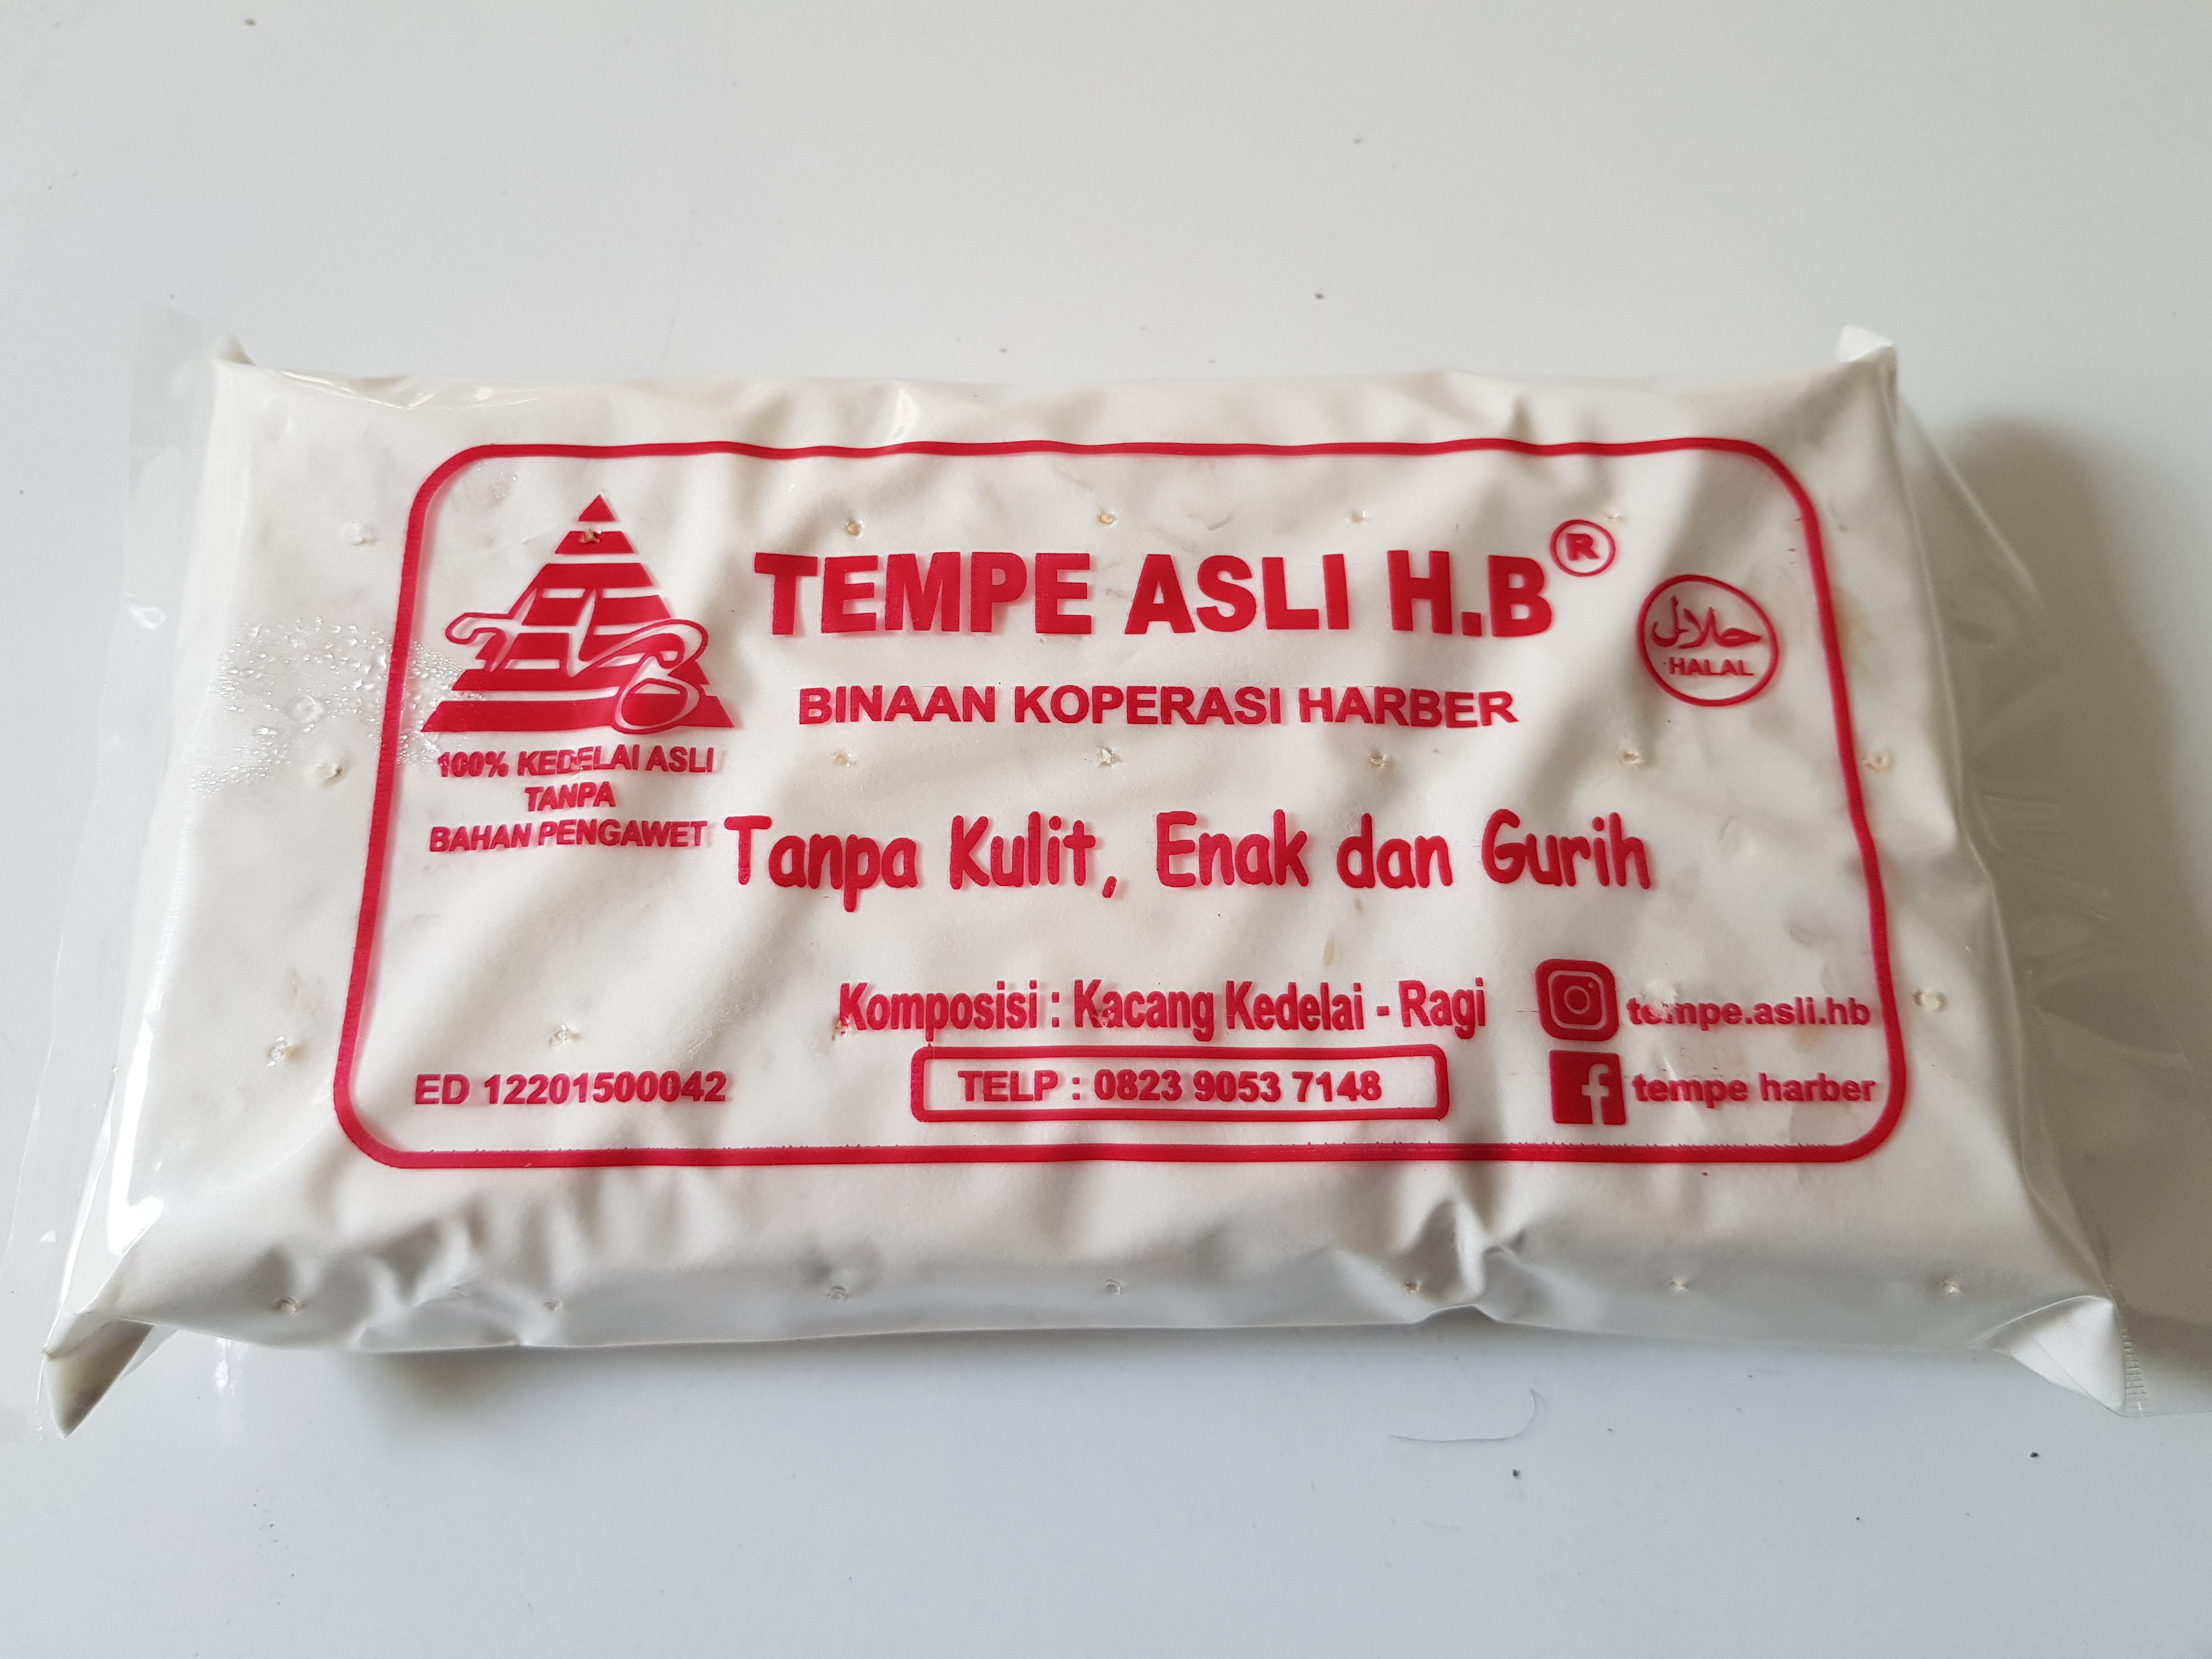 TEMPE ASLI H.B®
HB
حلال
HALAL
BINAAN KOPERASI HARBER
100% KEDELAI ASLI
TANPA
BAHAN PENGAWET
Tanpa Kulit, Enak dan Gurih
Komposisi : Kacang Kedelai - Ragi
tempe.asli.hb
ED 12201500042
TELP : 0823 9053 7148
tempe harber